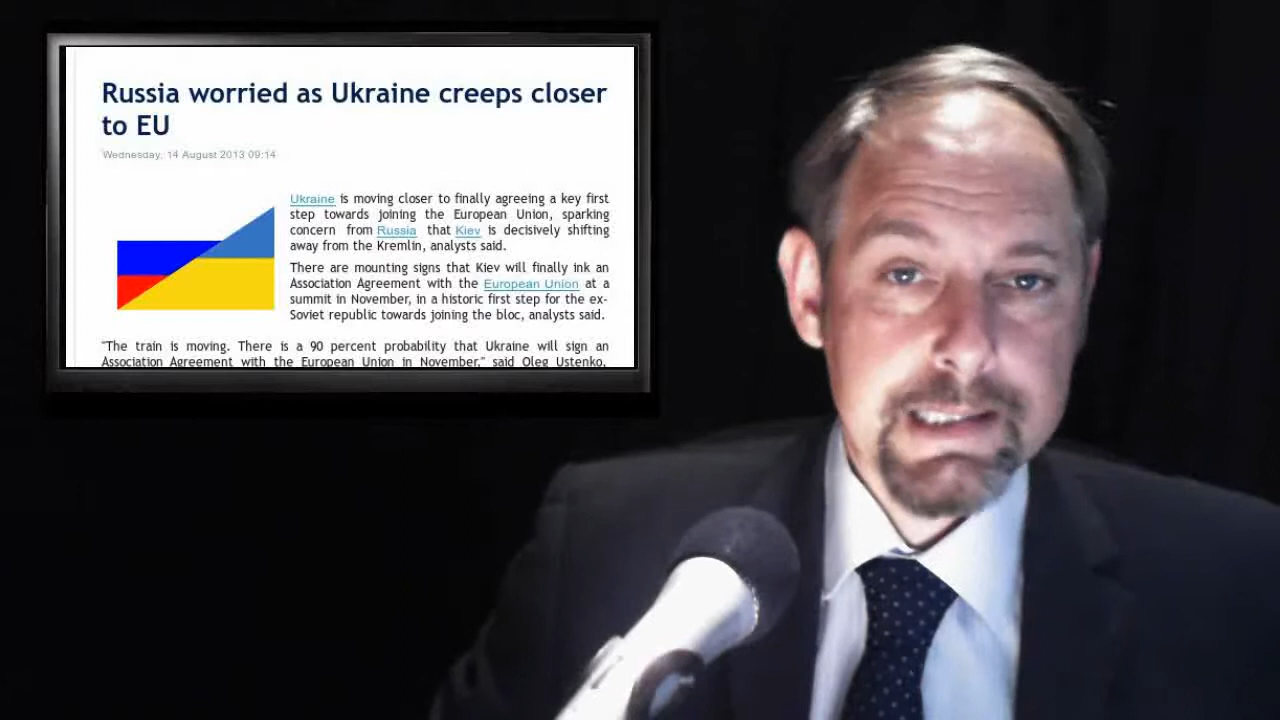 Russia worried as Ukraine creeps closer
to EU
Wednesday, 14 August 2013 09:14
Ukraine is moving closer to finally agreeing a key first
step towards joining the European Union, sparking
concern from Russia that Kiev is decisively shifting
away from the Kremlin, analysts said.
There are mounting signs that Kiev will finally ink an
Association Agreement with the European Union at a
summit in November, in a historic first step for the ex-
Soviet republic towards joining the bloc, analysts said.
"The train is moving. There is a 90 percent probability that Ukraine will sign an
Association Agreement with the European Union in November," said Oleg Ustenko,